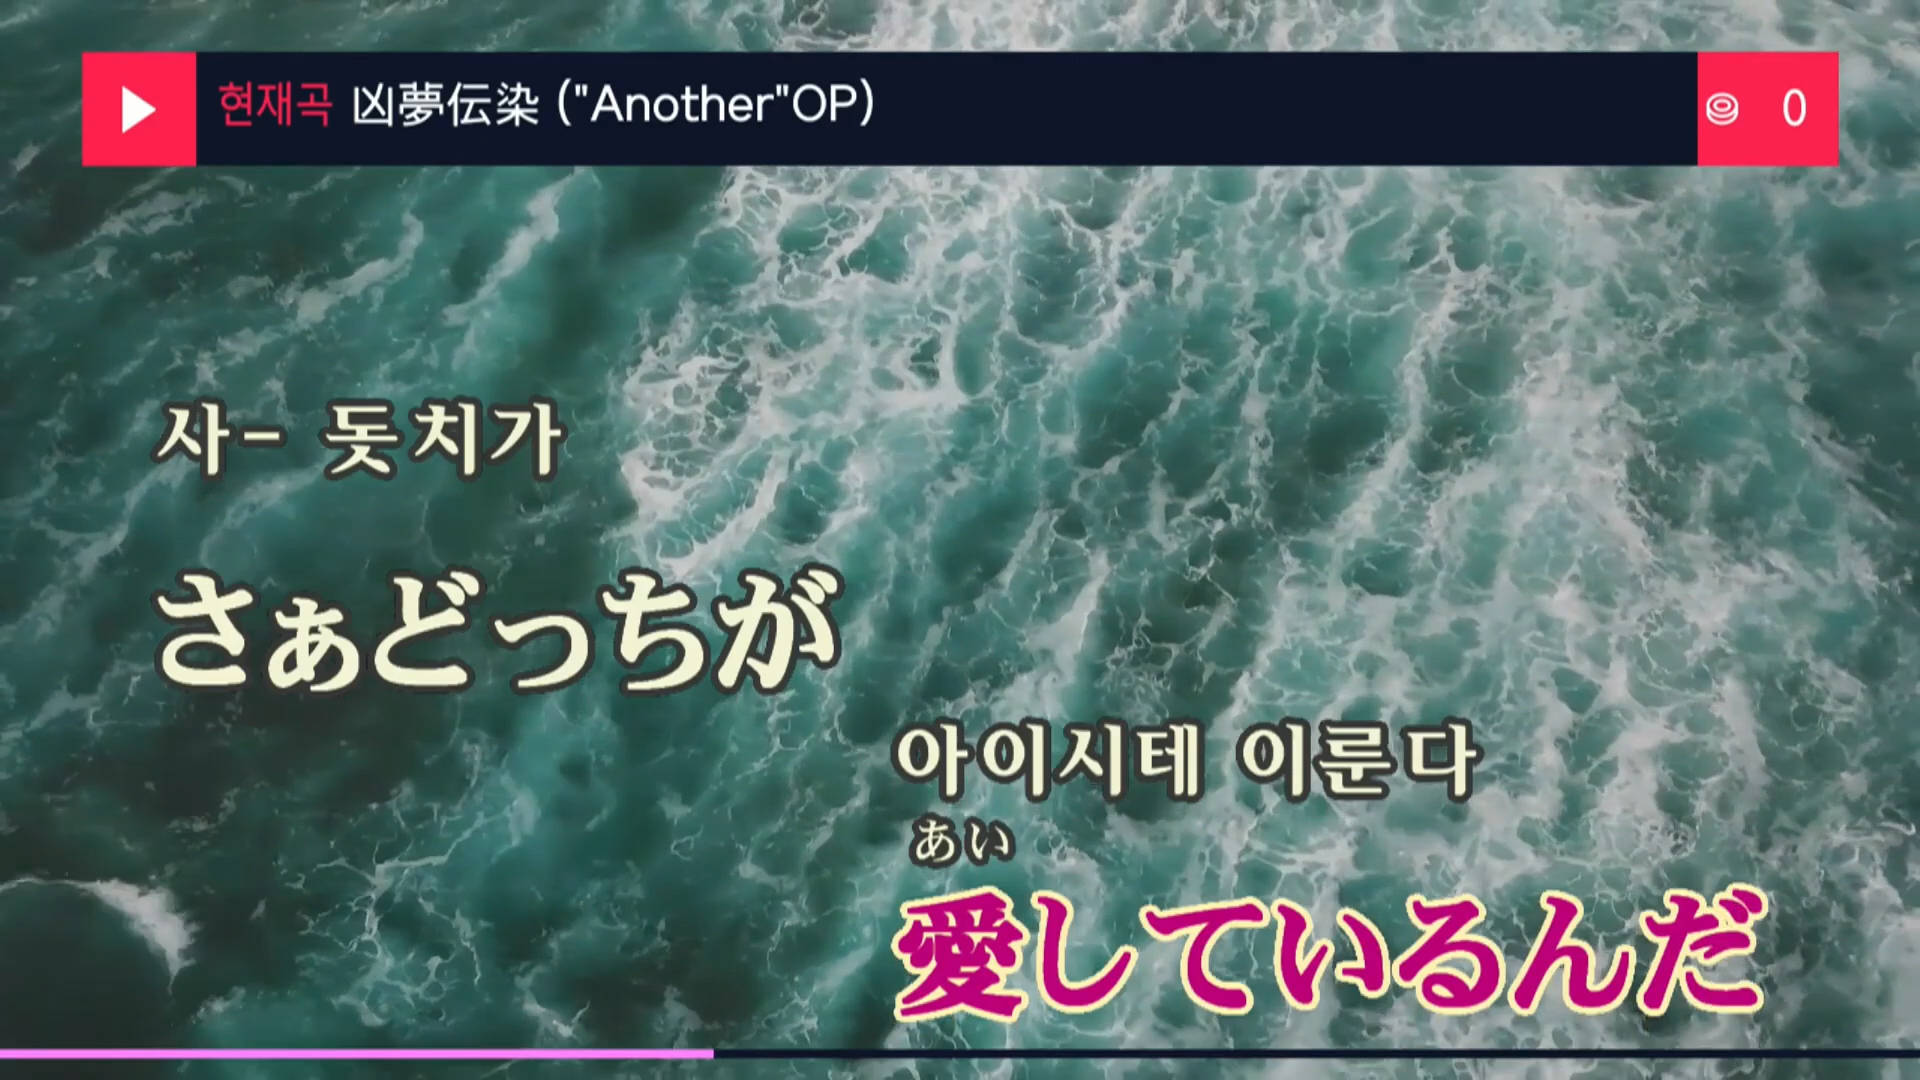 현재곡 凶夢伝染 ("Another"OP)
0
사- 돗치가
さぁどっちが
아이시테 이룬다
あい
愛しているんだ